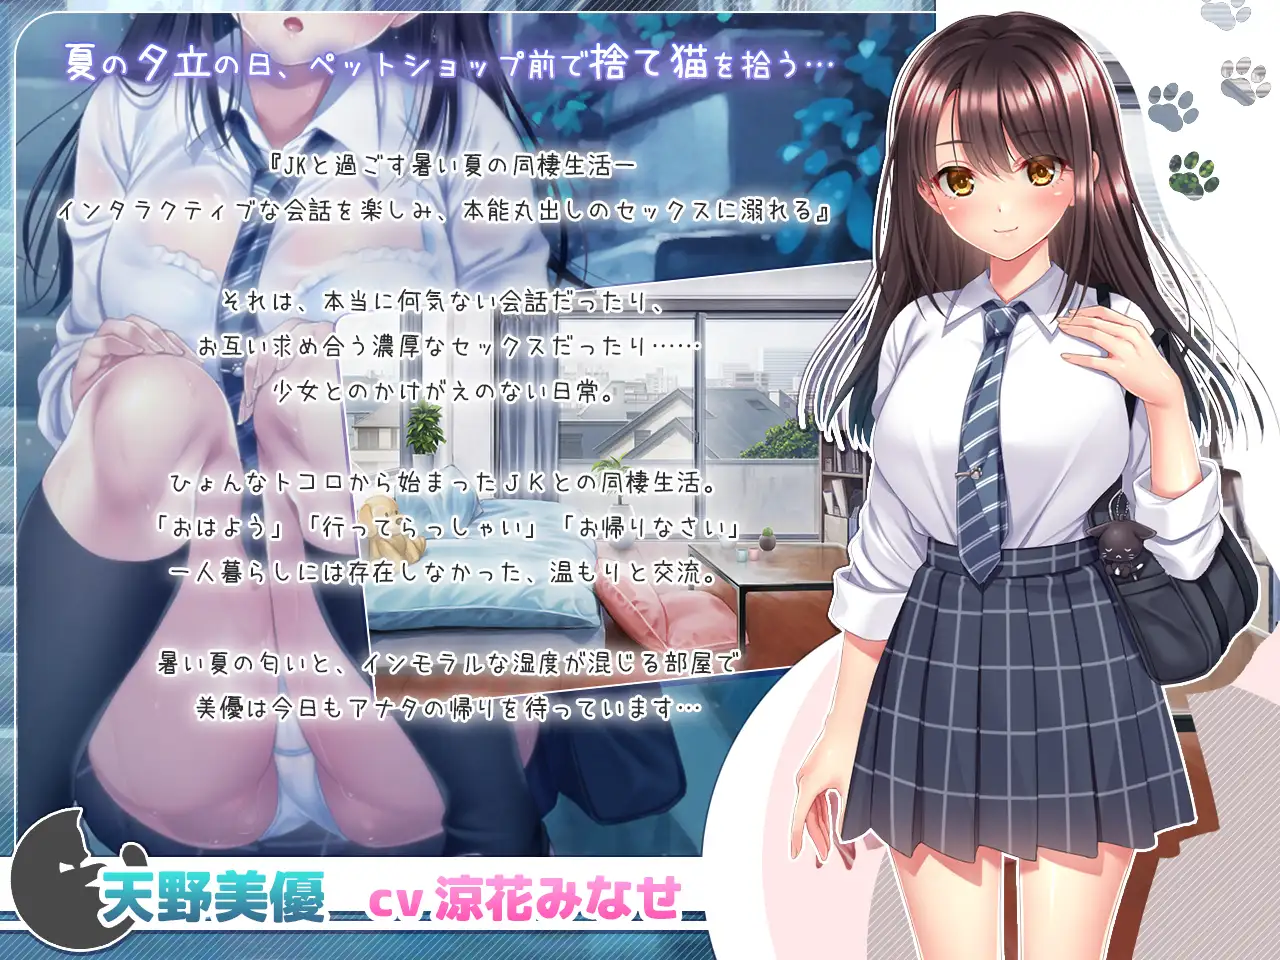 夏の夕立の日、ペットショップ前で捨て猫を拾う…
『JKと過ごす暑い夏の同棲生活ー
インタラクティブな会話を楽しみ、本能丸出しのセックスに溺れる』
それは、本当に何気ない会話だったり、
お互い求め合う濃厚なセックスだったり……
少女とのかけがえのない日常。
ひょんなトコロから始まったJKとの同棲生活。
「おはよう」「行ってらっしゃい」「お帰りなさい」
一人暮らしには存在しなかった、温もりと交流。
暑い夏の匂いと、インモラルな湿度が混じる部屋で
美優は今日もアナタの帰りを待っています…
天野美優 cv涼花みなせ